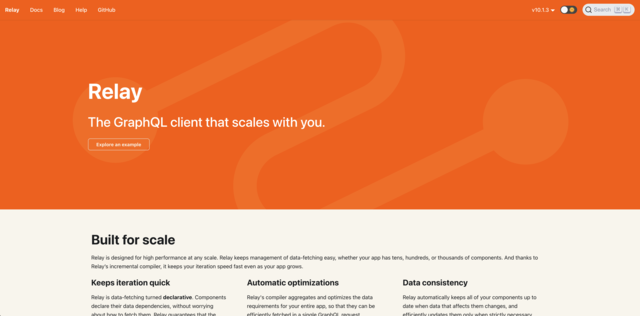 Relay Docs Blog Help GitHub v10.1.3 Search
Relay
The GraphQL client that scales with you.
Explore an example
Built for scale
Relay is designed for high performance at any scale. Relay keeps management of data-fetching easy, whether your app has tens, hundreds, or thousands of components. And thanks to
Relay's incremental compiler, it keeps your iteration speed fast even as your app grows.
Keeps iteration quick
Relay is data-fetching turned declarative. Components
declare their data dependencies, without worrying
about how to fetch them. Relay guarantees that the
Automatic optimizations
Relay's compiler aggregates and optimizes the data
requirements for your entire app, so that they can be
efficiently fetched in a single GraphQL request.
Data consistency
Relay automatically keeps all of your components up to
date when data that affects them changes, and
efficiently updates them only when strictly necessary.